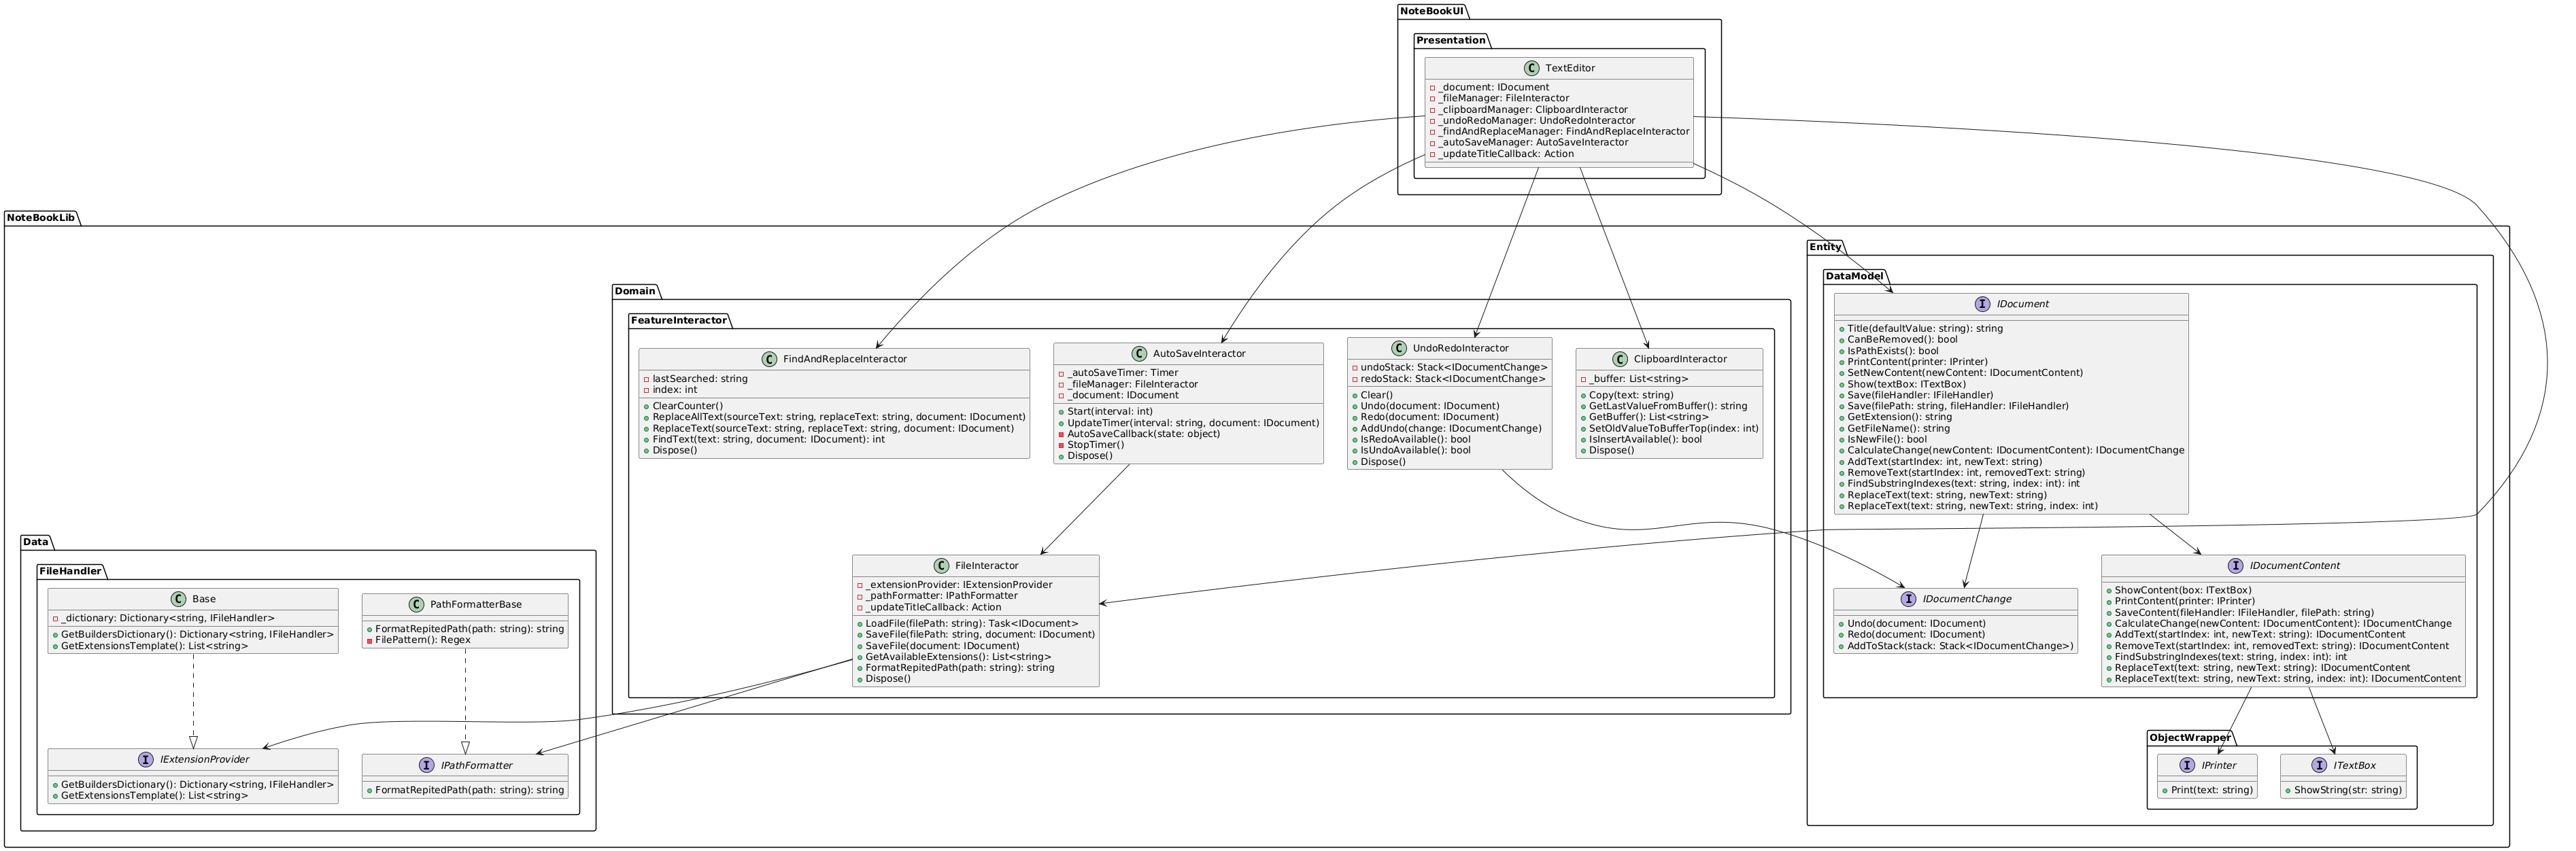 NoteBookUI
Presentation
TextEditor
_document: IDocument
_fileManager: FileInteractor
_clipboardManager: ClipboardInteractor
_undoRedoManager: UndoRedoInteractor
_findAndReplaceManager: FindAndReplaceInteractor
_autoSaveManager: AutoSaveInteractor
_updateTitleCallback: Action
NoteBookLib
Domain
FeatureInteractor
FindAndReplaceInteractor
lastSearched: string
index: int
ClearCounter()
ReplaceAllText(sourceText: string, replaceText: string, document: IDocument)
ReplaceText(sourceText: string, replaceText: string, document: IDocument)
FindText(text: string, document: IDocument): int
Dispose()
AutoSaveInteractor
_autoSaveTimer: Timer
_fileManager: FileInteractor
_document: IDocument
Start(interval: int)
UpdateTimer(interval: string, document: IDocument)
AutoSaveCallback(state: object)
StopTimer()
Dispose()
UndoRedoInteractor
undoStack: Stack<IDocumentChange>
redoStack: Stack<IDocumentChange>
Clear()
Undo(document: IDocument)
Redo(document: IDocument)
AddUndo(change: IDocumentChange)
IsRedoAvailable(): bool
IsUndoAvailable(): bool
Dispose()
ClipboardInteractor
_buffer: List<string>
Copy(text: string)
GetLastValueFromBuffer(): string
GetBuffer(): List<string>
SetOldValueToBufferTop(index: int)
IsInsertAvailable(): bool
Dispose()
FileInteractor
_extensionProvider: IExtensionProvider
_pathFormatter: IPathFormatter
_updateTitleCallback: Action
LoadFile(filePath: string): Task<IDocument>
SaveFile(filePath: string, document: IDocument)
SaveFile(document: IDocument)
GetAvailableExtensions(): List<string>
FormatRepitedPath(path: string): string
Dispose()
Entity
DataModel
IDocument
Title(defaultValue: string): string
CanBeRemoved(): bool
IsPathExists(): bool
PrintContent(printer: IPrinter)
SetNewContent(newContent: IDocumentContent)
Show(textBox: ITextBox)
Save(fileHandler: IFileHandler)
Save(filePath: string, fileHandler: IFileHandler)
GetExtension(): string
GetFileName(): string
IsNewFile(): bool
CalculateChange(newContent: IDocumentContent): IDocumentChange
AddText(startIndex: int, newText: string)
RemoveText(startIndex: int, removedText: string)
FindSubstringIndexes(text: string, index: int): int
ReplaceText(text: string, newText: string)
ReplaceText(text: string, newText: string, index: int)
IDocumentChange
Undo(document: IDocument)
Redo(document: IDocument)
AddToStack(stack: Stack<IDocumentChange>)
IDocumentContent
ShowContent(box: ITextBox)
PrintContent(printer: IPrinter)
SaveContent(fileHandler: IFileHandler, filePath: string)
CalculateChange(newContent: IDocumentContent): IDocumentChange
AddText(startIndex: int, newText: string): IDocumentContent
RemoveText(startIndex: int, removedText: string): IDocumentContent
FindSubstringIndexes(text: string, index: int): int
ReplaceText(text: string, newText: string): IDocumentContent
ReplaceText(text: string, newText: string, index: int): IDocumentContent
ObjectWrapper
IPrinter
Print(text: string)
ITextBox
ShowString(str: string)
Data
FileHandler
Base
_dictionary: Dictionary<string, IFileHandler>
GetBuildersDictionary(): Dictionary<string, IFileHandler>
GetExtensionsTemplate(): List<string>
PathFormatterBase
FormatRepitedPath(path: string): string
FilePattern(): Regex
IExtensionProvider
GetBuildersDictionary(): Dictionary<string, IFileHandler>
GetExtensionsTemplate(): List<string>
IPathFormatter
FormatRepitedPath(path: string): string